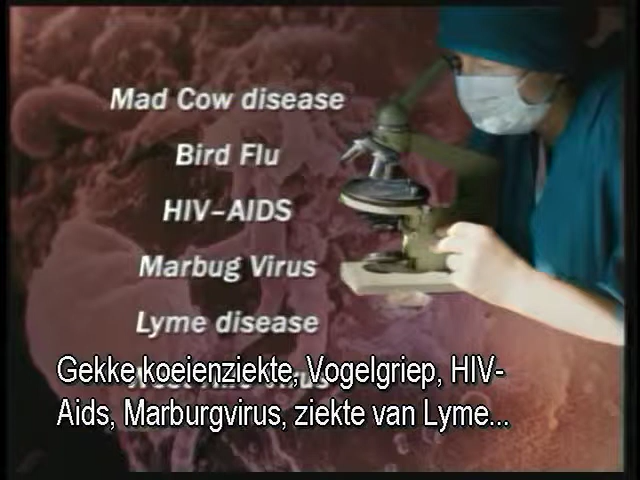 Mad Cow disease
Bird Flu
HIV–AIDS
Marbug Virus
Lyme disease
Gekke koeienziekte, Vogelgriep, HIV-
Aids, Marburgvirus, ziekte van Lyme...